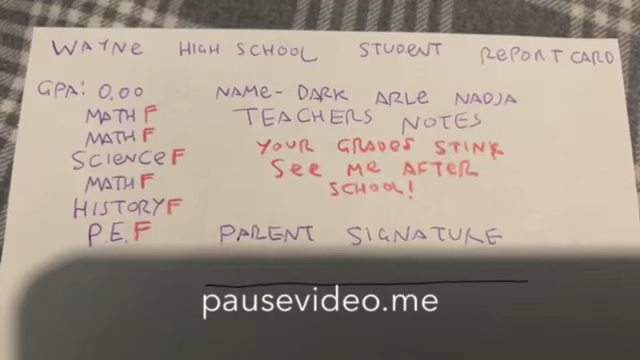 WAYNE HIGH SCHOOL STUDENT REPORT CARD
GPA: 0.00
NAME- DARK ARLE NADJA
MATH F
MATH F
SCIENCE F
MATH F
HISTORY F
P.E. F
TEACHERS NOTES
YOUR GRADES STINK
SEE ME AFTER
SCHOOL!
PARENT SIGNATURE
pausevideo.me